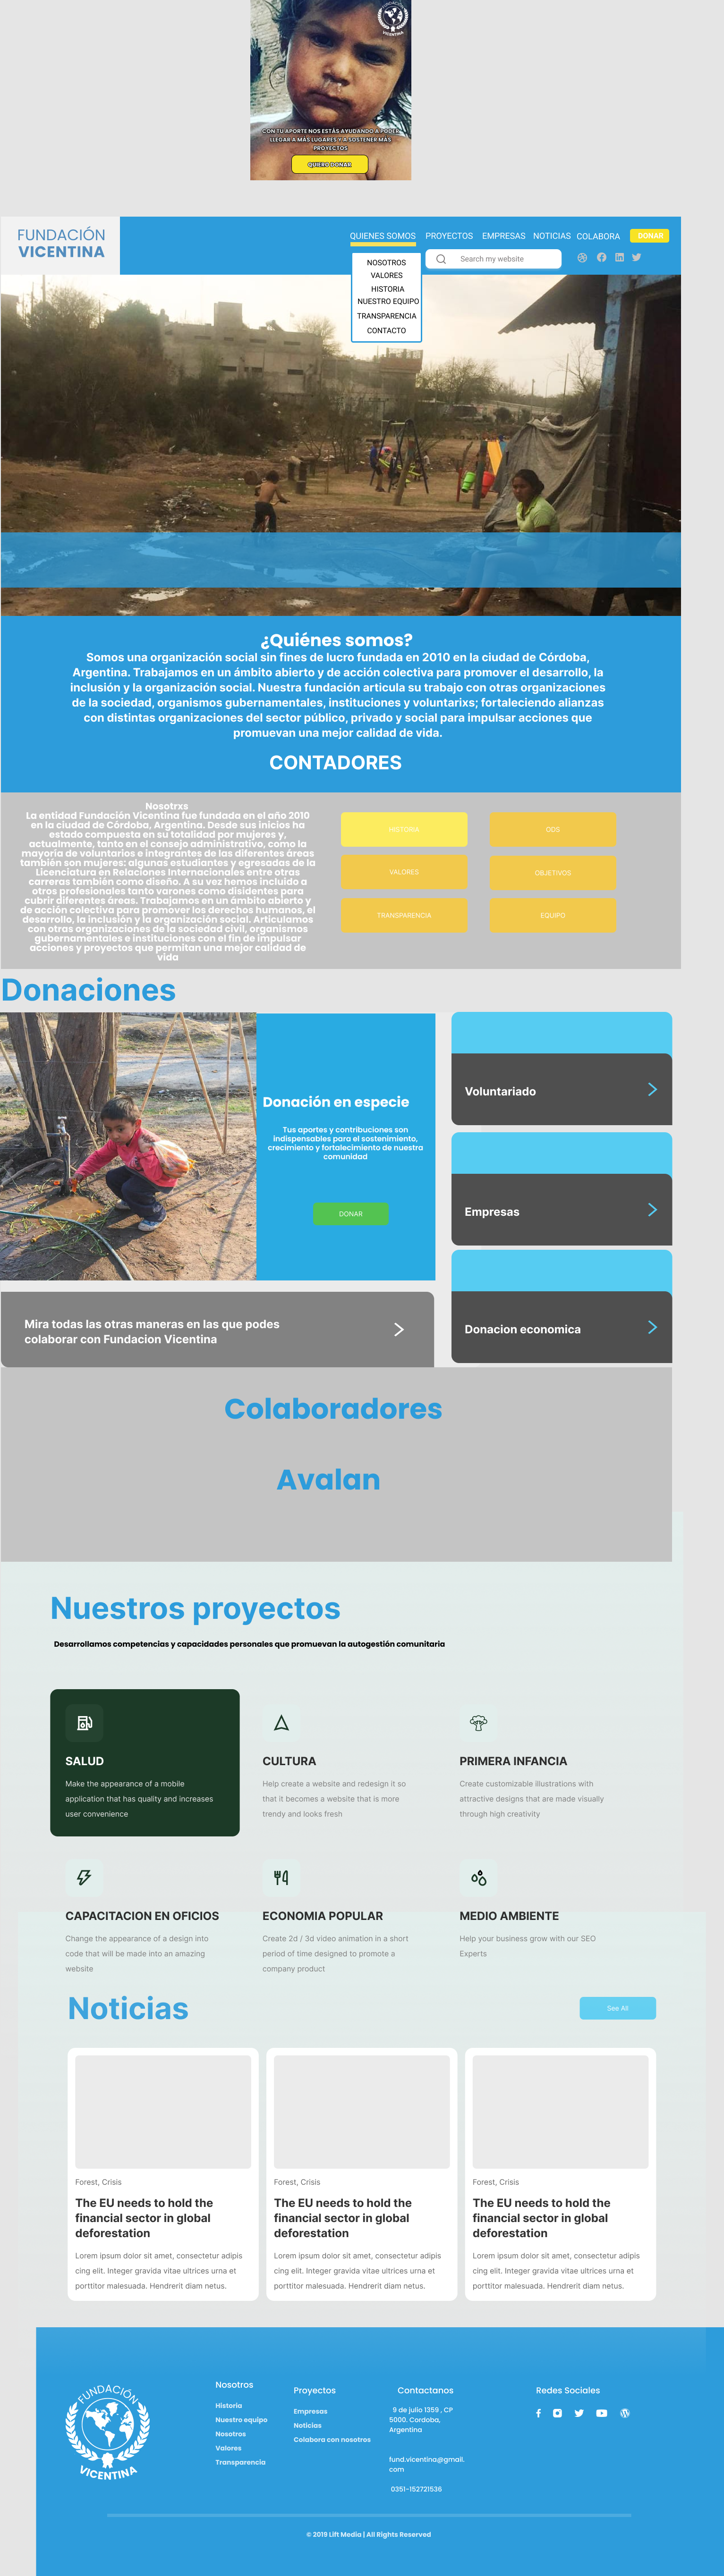 FUNDACIÓN
VICENTINA
CON TU APORTE NOS ESTÁS AYUDANDO A PODER
LLEGAR A MÁS LUGARES Y A SOSTENER MÁS
PROYECTOS
QUIERO DONAR
FUNDACIÓN
VICENTINA
QUIENES SOMOS
PROYECTOS
EMPRESAS
NOTICIAS
COLABORA
DONAR
Search my website
NOSOTROS
VALORES
HISTORIA
NUESTRO EQUIPO
TRANSPARENCIA
CONTACTO
¿Quiénes somos?
Somos una organización social sin fines de lucro fundada en 2010 en la ciudad de Córdoba,
Argentina. Trabajamos en un ámbito abierto y de acción colectiva para promover el desarrollo, la
inclusión y la organización social. Nuestra fundación articula su trabajo con otras organizaciones
de la sociedad, organismos gubernamentales, instituciones y voluntarixs; fortaleciendo alianzas
con distintas organizaciones del sector público, privado y social para impulsar acciones que
promuevan una mejor calidad de vida.
CONTADORES
Nosotrxs
La entidad Fundación Vicentina fue fundada en el año 2010
en la ciudad de Córdoba, Argentina. Desde sus inicios ha
estado compuesta en su totalidad por mujeres y,
actualmente, tanto en el consejo administrativo, como la
mayoría de voluntarios e integrantes de las diferentes áreas
también son mujeres: algunas estudiantes y egresadas de la
Licenciatura en Relaciones Internacionales entre otras
carreras también como diseño. A su vez hemos incluido a
otros profesionales tanto varones como disidentes para
cubrir diferentes áreas. Trabajamos en un ámbito abierto y
de acción colectiva para promover los derechos humanos, el
desarrollo, la inclusión y la organización social. Articulamos
con otras organizaciones de la sociedad civil, organismos
gubernamentales e instituciones con el fin de impulsar
acciones y proyectos que permitan una mejor calidad de
vida
HISTORIA
ODS
VALORES
OBJETIVOS
TRANSPARENCIA
EQUIPO
Donaciones
Donación en especie
Tus aportes y contribuciones son
indispensables para el sostenimiento,
crecimiento y fortalecimiento de nuestra
comunidad
DONAR
Voluntariado
Empresas
Donacion economica
Mira todas las otras maneras en las que podes
colaborar con Fundacion Vicentina
Colaboradores
Avalan
Nuestros proyectos
Desarrollamos competencias y capacidades personales que promuevan la autogestión comunitaria
SALUD
Make the appearance of a mobile
application that has quality and increases
user convenience
CULTURA
Help create a website and redesign it so
that it becomes a website that is more
trendy and looks fresh
PRIMERA INFANCIA
Create customizable illustrations with
attractive designs that are made visually
through high creativity
CAPACITACION EN OFICIOS
Change the appearance of a design into
code that will be made into an amazing
website
ECONOMIA POPULAR
Create 2d / 3d video animation in a short
period of time designed to promote a
company product
MEDIO AMBIENTE
Help your business grow with our SEO
Experts
Noticias
See All
Forest, Crisis
The EU needs to hold the
financial sector in global
deforestation
Lorem ipsum dolor sit amet, consectetur adipis
cing elit. Integer gravida vitae ultrices urna et
porttitor malesuada. Hendrerit diam netus.
Forest, Crisis
The EU needs to hold the
financial sector in global
deforestation
Lorem ipsum dolor sit amet, consectetur adipis
cing elit. Integer gravida vitae ultrices urna et
porttitor malesuada. Hendrerit diam netus.
Forest, Crisis
The EU needs to hold the
financial sector in global
deforestation
Lorem ipsum dolor sit amet, consectetur adipis
cing elit. Integer gravida vitae ultrices urna et
porttitor malesuada. Hendrerit diam netus.
FUNDACIÓN
VICENTINA
Nosotros
Historia
Nuestro equipo
Nosotros
Valores
Transparencia
Proyectos
Empresas
Noticias
Colabora con nosotros
Contactanos
9 de julio 1359 , CP
5000. Cordoba,
Argentina
fund.vicentina@gmail.
com
0351-152721536
Redes Sociales
© 2019 Lift Media | All Rights Reserved